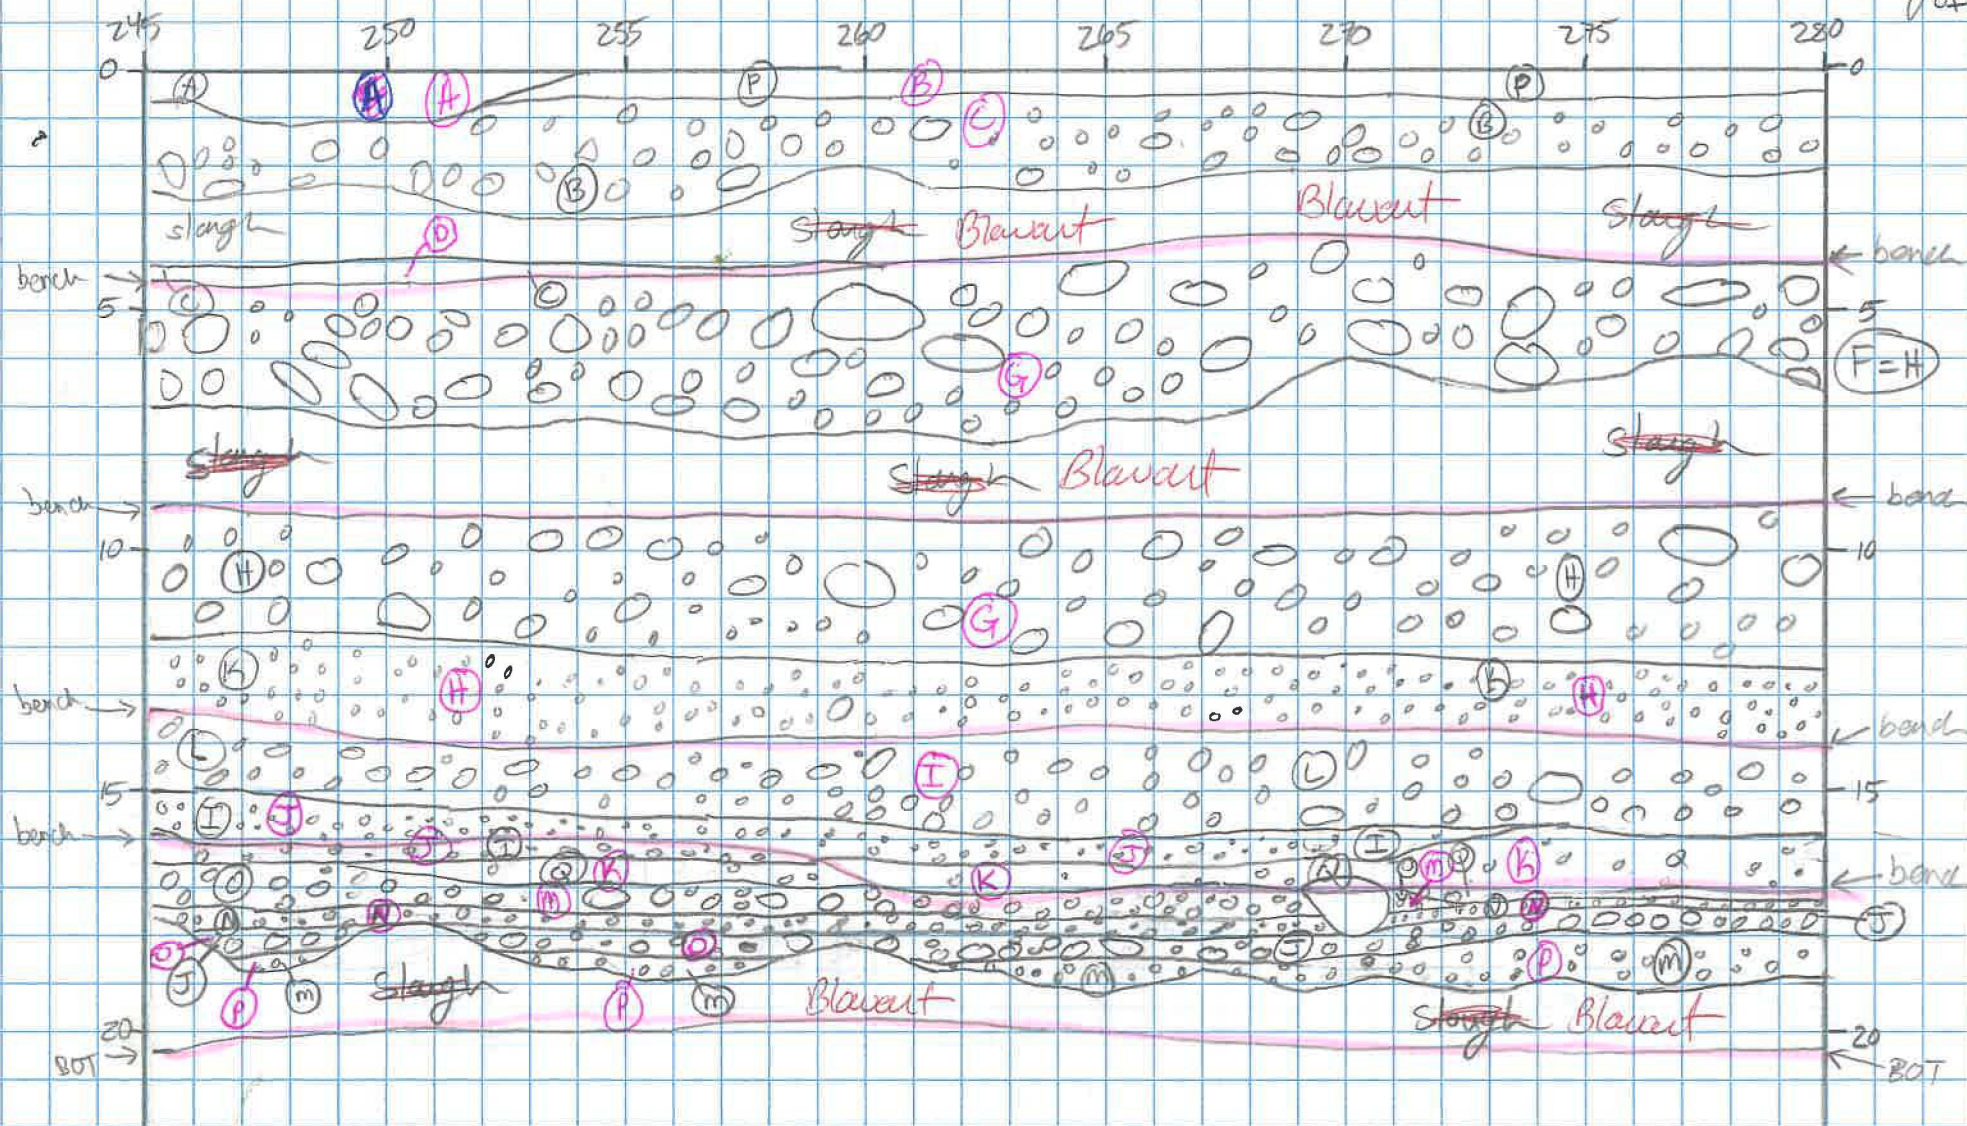 245 250 255 260 265 270 275 280
0 A A A P B P 0
C B
B
slough Slough Blowout Blowout Slough
D
bench bench
C C
5 5
G F=H
Slough Slough Blowout Slough
bench bench
10 10
H H
G
K H K H
bench bench
L I L
15 15
I J
bench J I J I
Q K K Q M Q K bench
O M
N N N J
O O J
J P M P M M P M
Slough Blowout Slough Blowout
20 20
BOT BOT